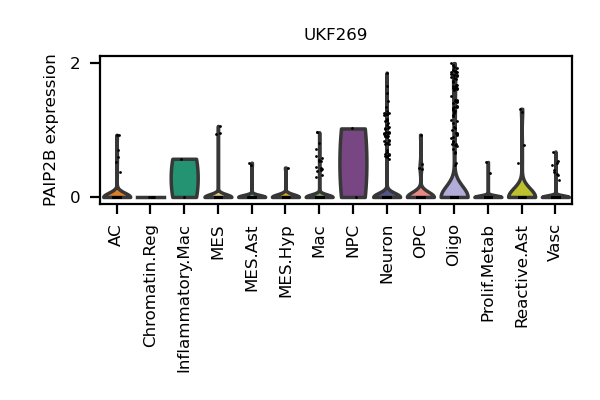 UKF269
PAIP2B expression
2
0
AC
Chromatin.Reg
Inflammatory.Mac
MES
MES.Ast
MES.Hyp
Mac
NPC
Neuron
OPC
Oligo
Prolif.Metab
Reactive.Ast
Vasc